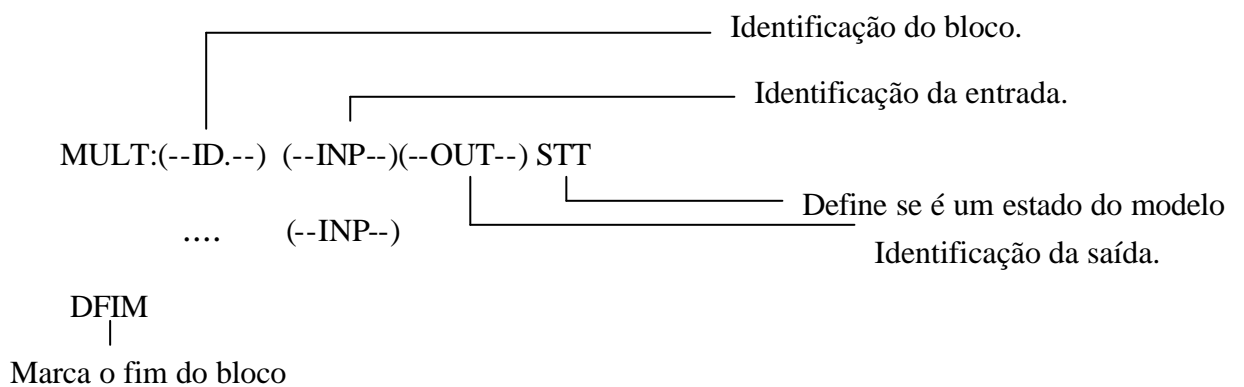 Identificação do bloco.
Identificação da entrada.
MULT:(--ID.--) (--INP--)(--OUT--) STT
Define se é um estado do modelo
.... (--INP--)
Identificação da saída.
DFIM
Marca o fim do bloco